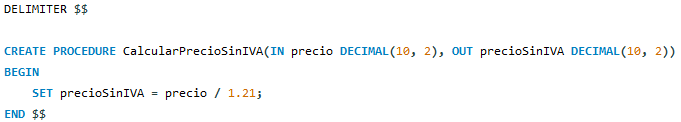 DELIMITER $$
CREATE PROCEDURE CalcularPrecioSinIVA(IN precio DECIMAL(10, 2), OUT precioSinIVA DECIMAL(10, 2))
BEGIN
    SET precioSinIVA = precio / 1.21;
END $$